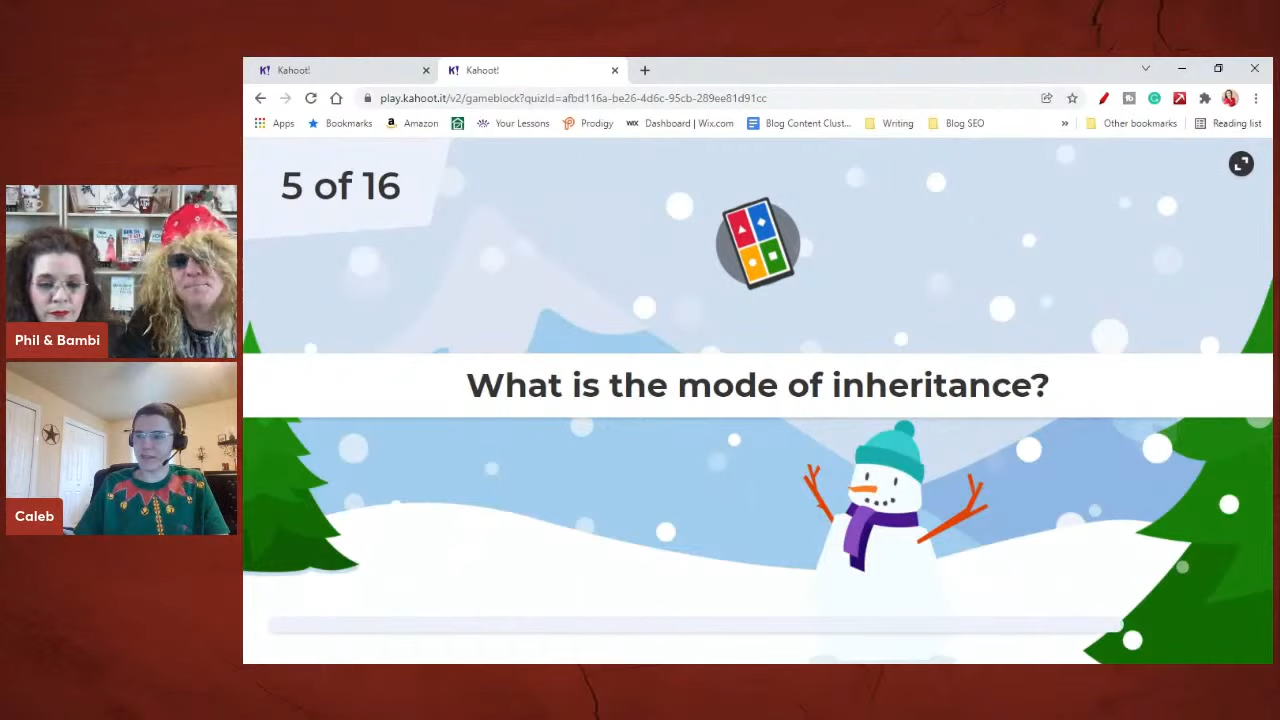 K! Kahoot!
K! Kahoot!
play.kahoot.it/v2/gameblock?quizId=afbd116a-be26-4d6c-95cb-289ee81d91cc
Apps Bookmarks Amazon Your Lessons Prodigy WIX Dashboard | Wix.com Blog Content Clust... Writing Blog SEO » Other bookmarks Reading list
5 of 16
What is the mode of inheritance?
Phil & Bambi
Caleb